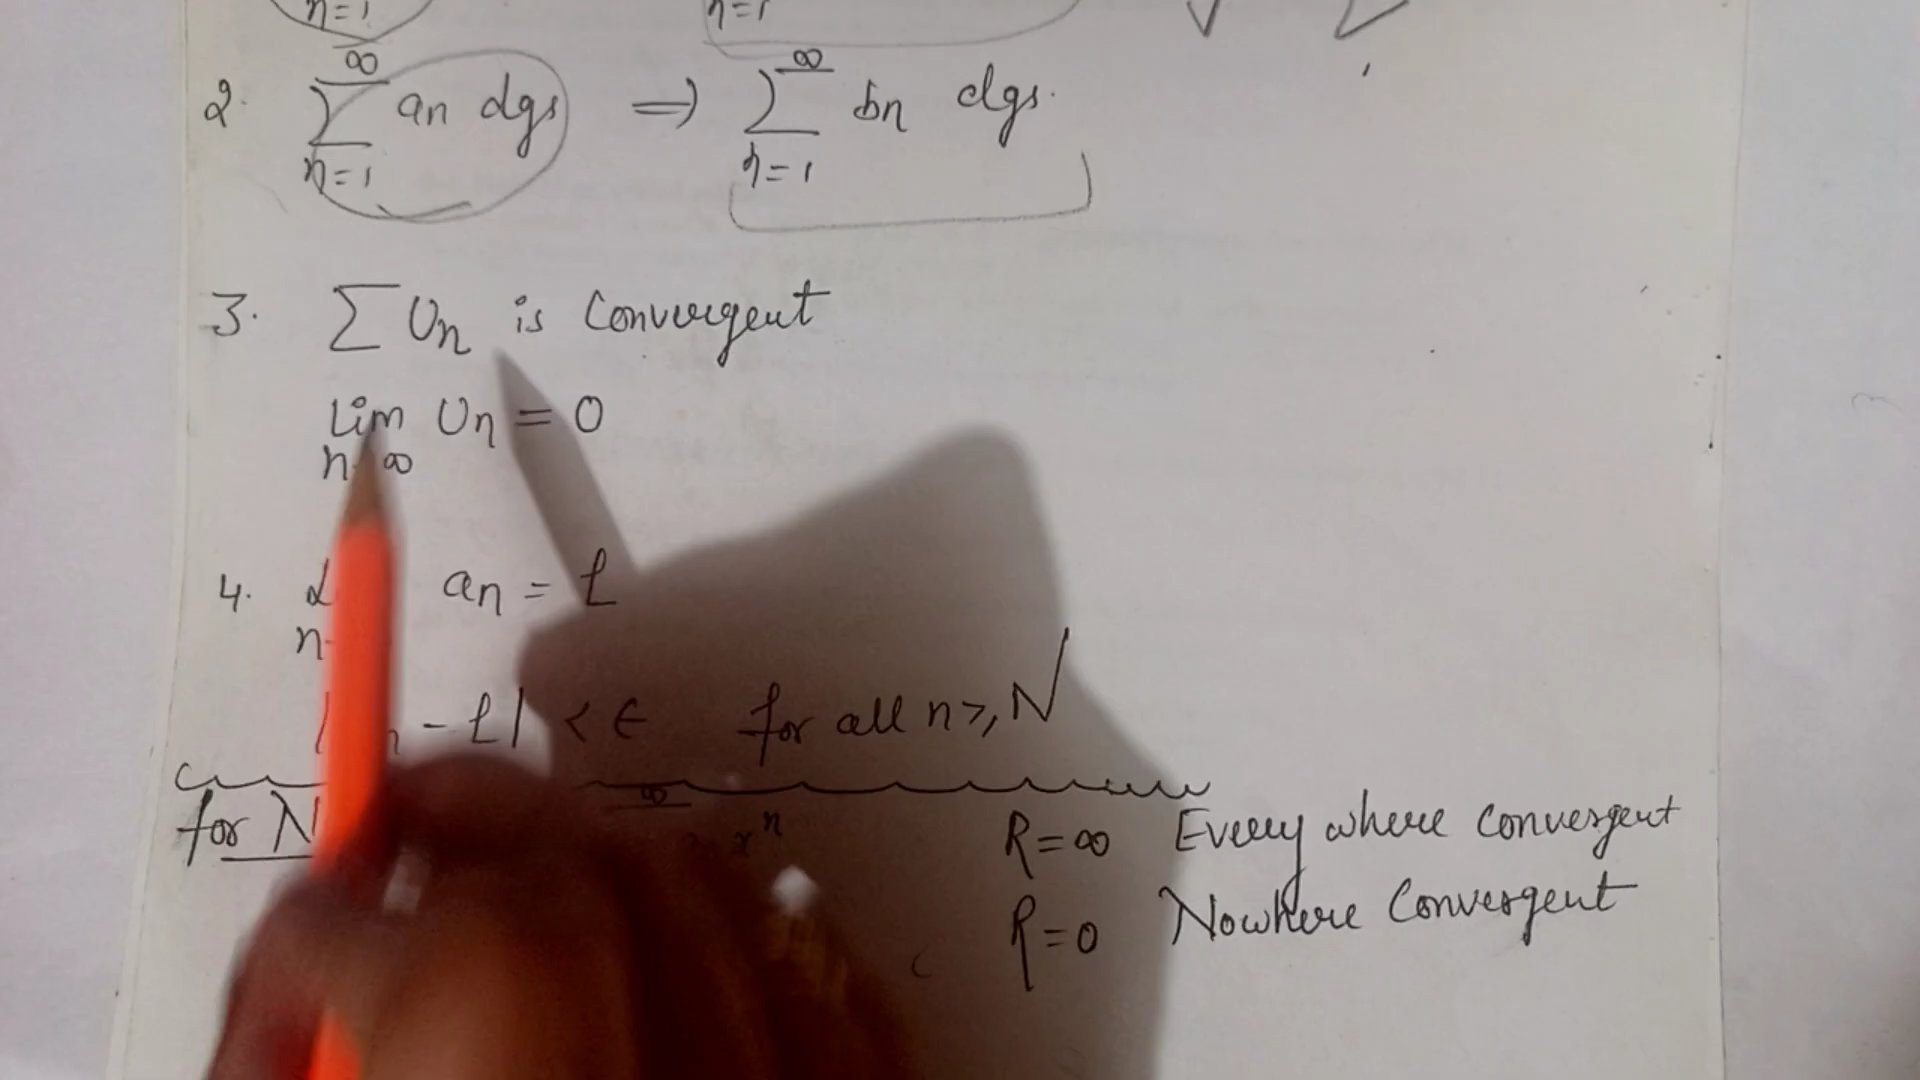 n=1 n=1
2. ∞∑n=1 an dgs ⇒ ∞∑n=1 bn dgs.
3. ∑ Un is Convergent
Lim Un = 0
n ∞
4. an = L
n
- L| < ∈ for all n ≥ N
for N ∞ x^n R=∞ Every where convergent
R=0 Nowhere Convergent